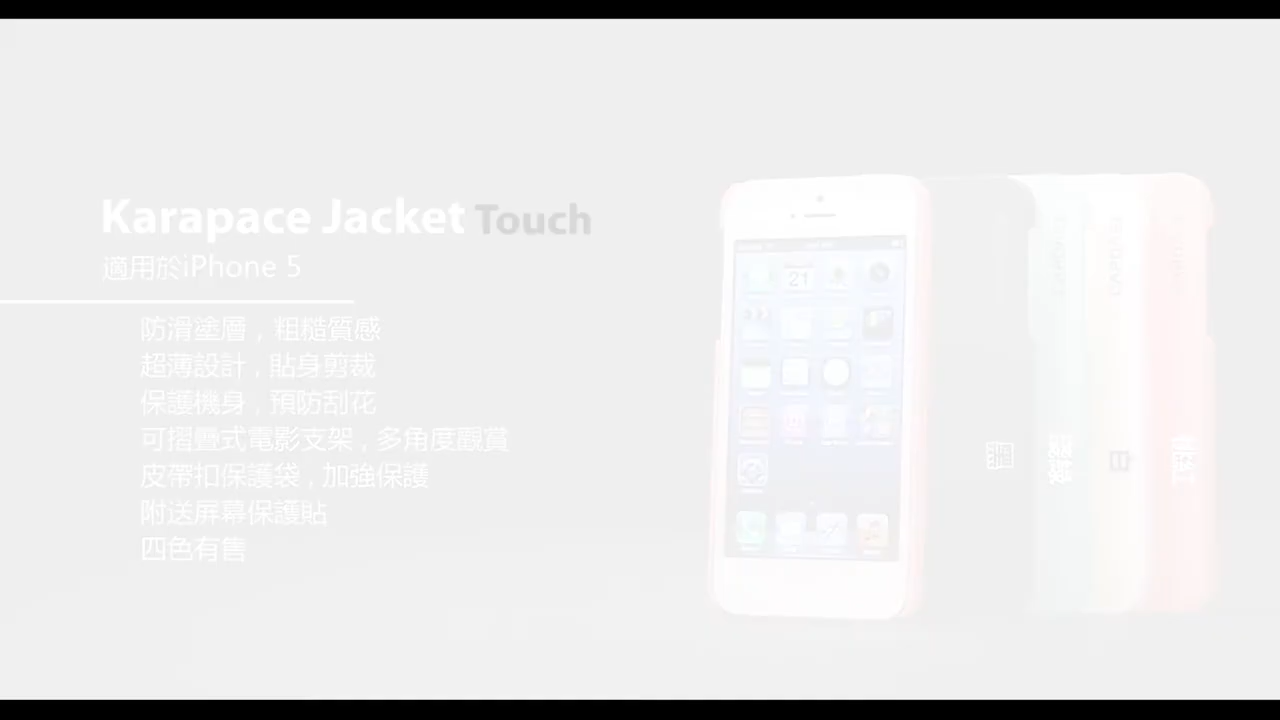 Karapace Jacket Touch
適用於iPhone 5
防滑塗層，粗糙質感
超薄設計，貼身剪裁
保護機身，預防刮花
可摺疊式電影支架，多角度觀賞
皮帶扣保護袋，加強保護
附送屏幕保護貼
四色有售
21
黑
白